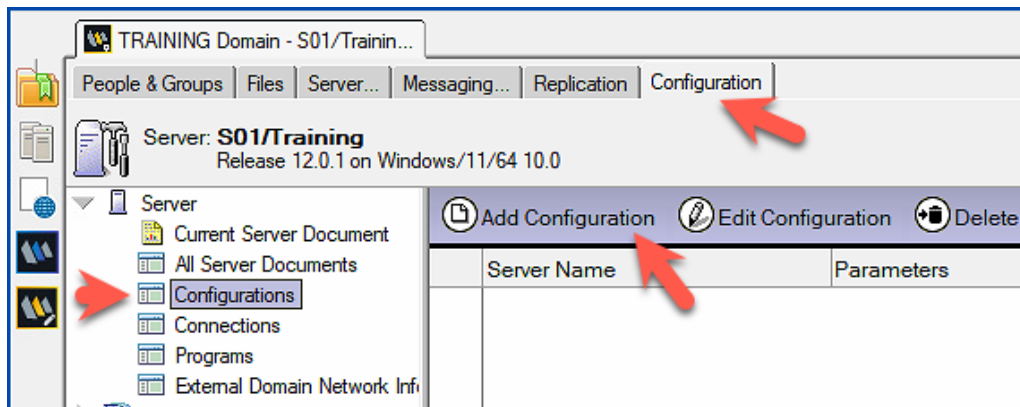 TRAINING Domain - S01/Trainin...
People & Groups Files Server... Messaging... Replication Configuration
Server: S01/Training
Release 12.0.1 on Windows/11/64 10.0
Server
Current Server Document
All Server Documents
Configurations
Connections
Programs
External Domain Network Inf
Add Configuration Edit Configuration Delete
Server Name Parameters